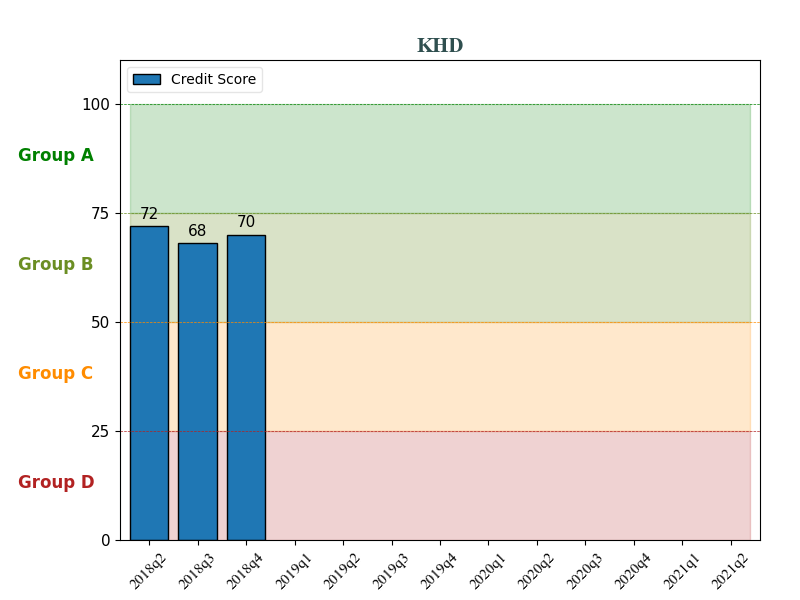 KHD
Credit Score
100
Group A
75
72
68
70
Group B
50
Group C
25
Group D
0
2018q2
2018q3
2018q4
2019q1
2019q2
2019q3
2019q4
2020q1
2020q2
2020q3
2020q4
2021q1
2021q2